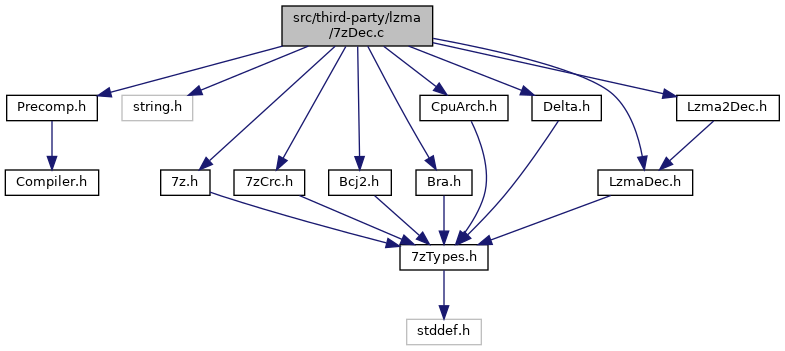 src/third-party/lzma
/7zDec.c
Precomp.h
string.h
CpuArch.h
Delta.h
Lzma2Dec.h
Compiler.h
7z.h
7zCrc.h
Bcj2.h
Bra.h
LzmaDec.h
7zTypes.h
stddef.h